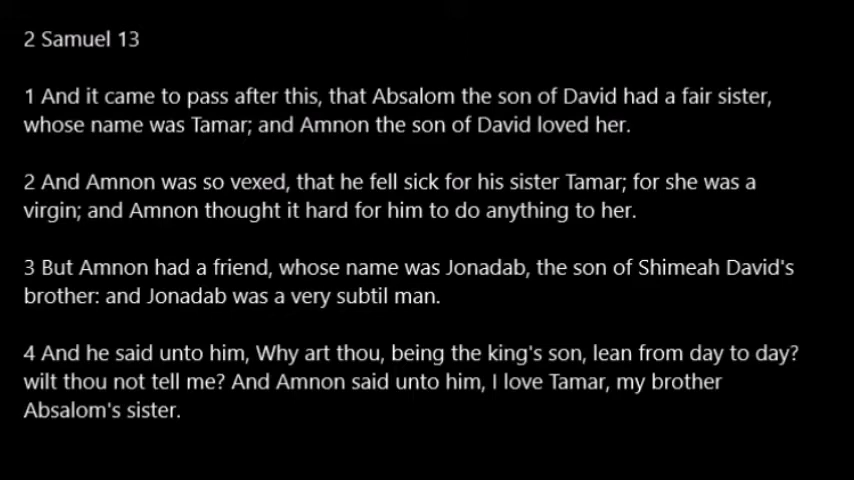 2 Samuel 13
1 And it came to pass after this, that Absalom the son of David had a fair sister,
whose name was Tamar; and Amnon the son of David loved her.
2 And Amnon was so vexed, that he fell sick for his sister Tamar; for she was a
virgin; and Amnon thought it hard for him to do anything to her.
3 But Amnon had a friend, whose name was Jonadab, the son of Shimeah David's
brother: and Jonadab was a very subtil man.
4 And he said unto him, Why art thou, being the king's son, lean from day to day?
wilt thou not tell me? And Amnon said unto him, I love Tamar, my brother
Absalom's sister.